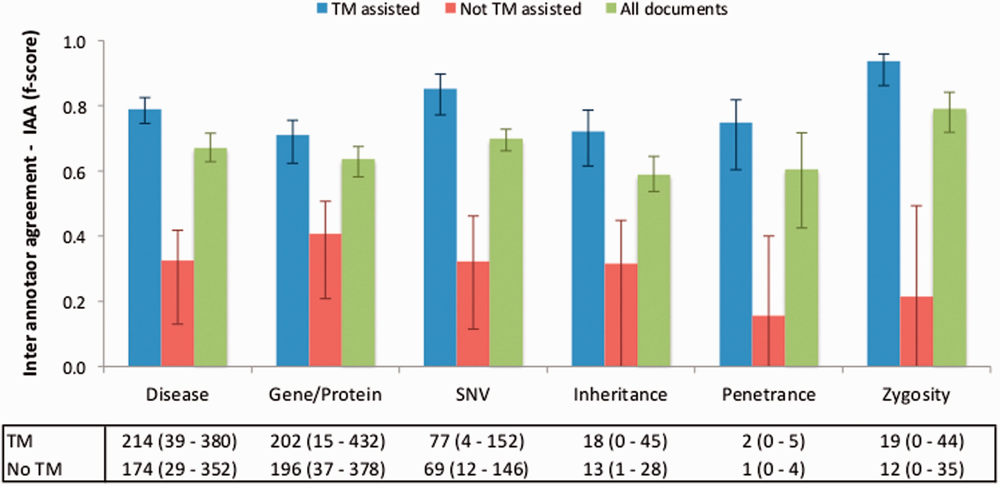 TM assisted Not TM assisted All documents
Inter annotaor agreement - IAA (f-score)
1.0
0.8
0.6
0.4
0.2
0.0
Disease Gene/Protein SNV Inheritance Penetrance Zygosity
TM 214 (39 - 380) 202 (15 - 432) 77 (4 - 152) 18 (0 - 45) 2 (0 - 5) 19 (0 - 44)
No TM 174 (29 - 352) 196 (37 - 378) 69 (12 - 146) 13 (1 - 28) 1 (0 - 4) 12 (0 - 35)